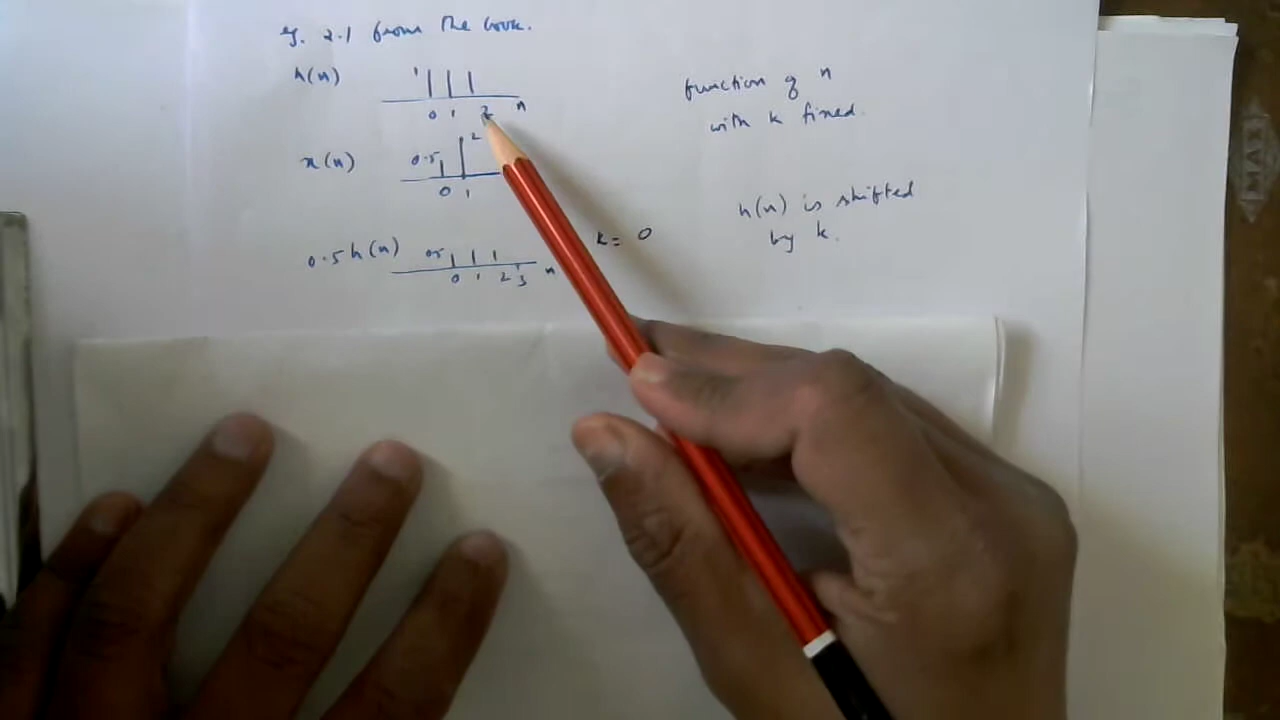 Eg. 2.1 from the book.
h(n) 1
0 1 2 n
x(n) 0.5 2
0 1
0.5 h(n) 0.5
0 1 2 3 n
k = 0
function of n
with k fixed.
h(n) is shifted
by k.